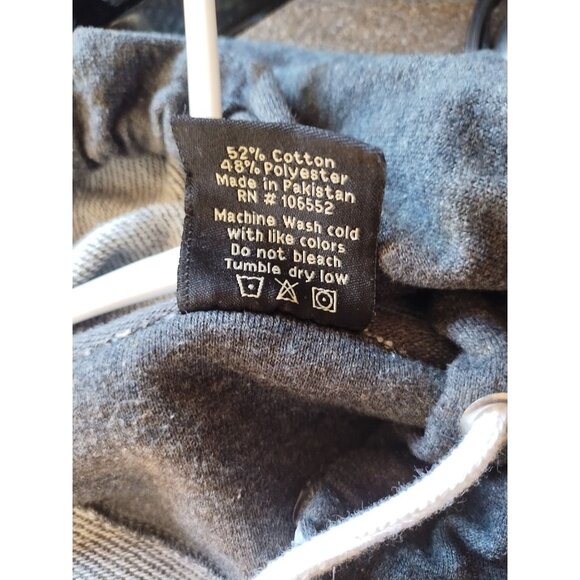 52% Cotton
48% Polyester
Made in Pakistan
RN # 106552
Machine Wash cold
with like colors
Do not bleach
Tumble dry low